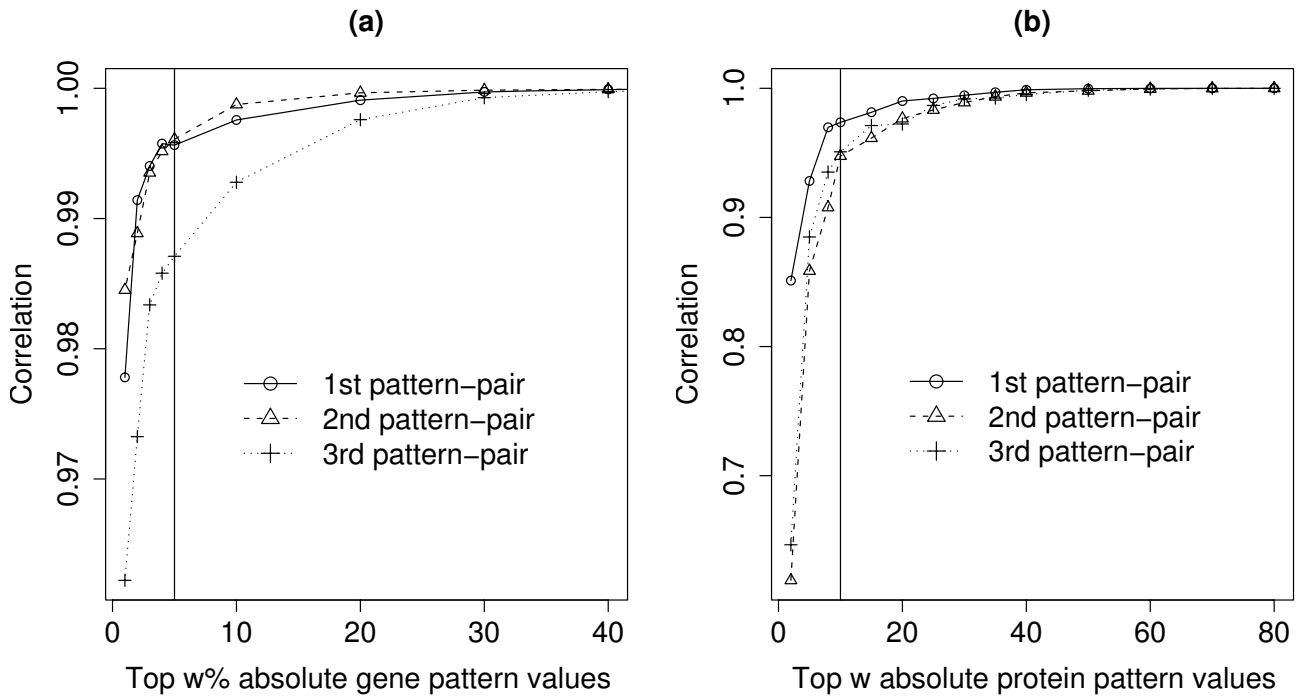 (a)
1.00
0.99
0.98
0.97
Correlation
1st pattern−pair
2nd pattern−pair
3rd pattern−pair
0 10 20 30 40
Top w% absolute gene pattern values
(b)
1.0
0.9
0.8
0.7
Correlation
1st pattern−pair
2nd pattern−pair
3rd pattern−pair
0 20 40 60 80
Top w absolute protein pattern values